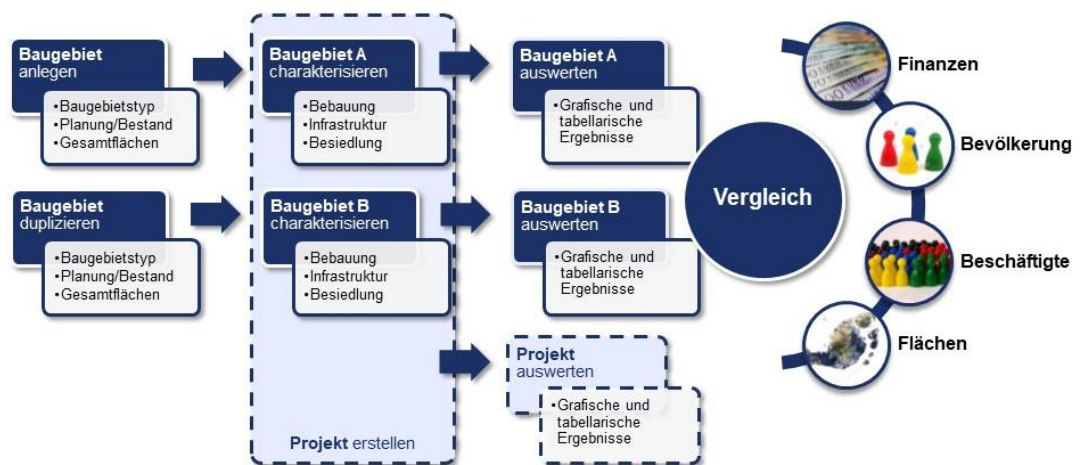 Baugebiet
anlegen
•Baugebietstyp
•Planung/Bestand
•Gesamtflächen
Baugebiet A
charakterisieren
•Bebauung
•Infrastruktur
•Besiedlung
Baugebiet A
auswerten
•Grafische und
tabellarische
Ergebnisse
Baugebiet
duplizieren
•Baugebietstyp
•Planung/Bestand
•Gesamtflächen
Baugebiet B
charakterisieren
•Bebauung
•Infrastruktur
•Besiedlung
Baugebiet B
auswerten
•Grafische und
tabellarische
Ergebnisse
Projekt
auswerten
•Grafische und
tabellarische
Ergebnisse
Projekt erstellen
Vergleich
Finanzen
Bevölkerung
Beschäftigte
Flächen